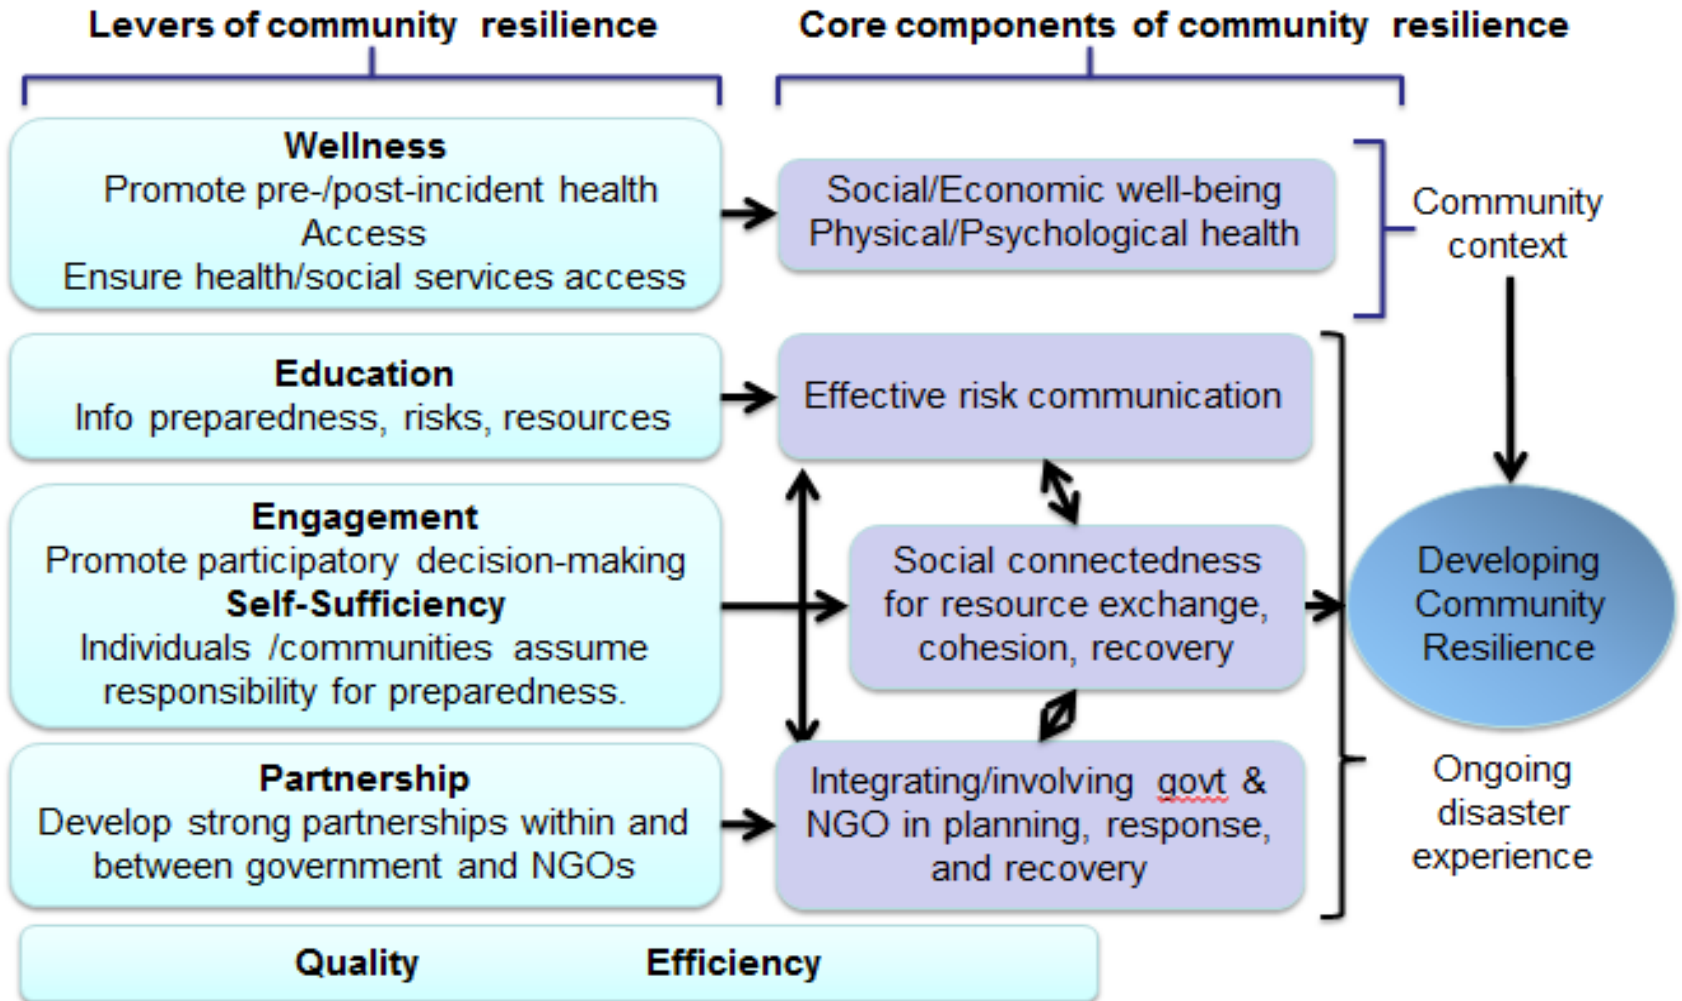 Levers of community resilience
Core components of community resilience
Wellness
Promote pre-/post-incident health
Access
Ensure health/social services access
Social/Economic well-being
Physical/Psychological health
Community
context
Education
Info preparedness, risks, resources
Effective risk communication
Engagement
Promote participatory decision-making
Self-Sufficiency
Individuals /communities assume
responsibility for preparedness.
Social connectedness
for resource exchange,
cohesion, recovery
Developing
Community
Resilience
Partnership
Develop strong partnerships within and
between government and NGOs
Integrating/involving govt &
NGO in planning, response,
and recovery
Ongoing
disaster
experience
Quality Efficiency